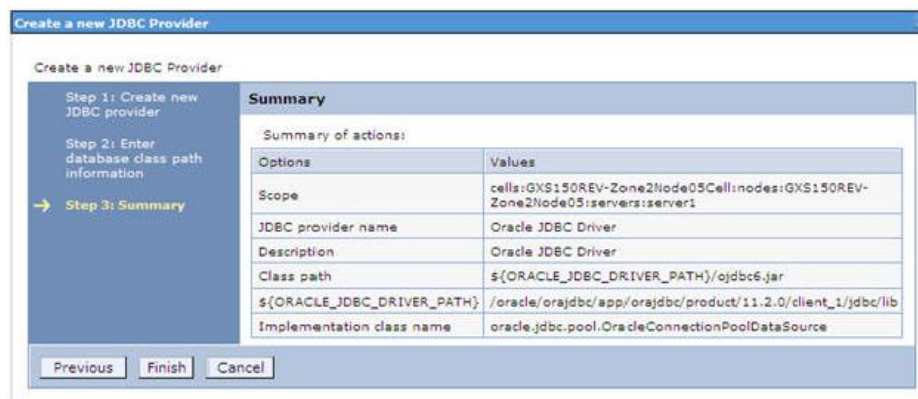 Create a new JDBC Provider
Create a new JDBC Provider
Step 1: Create new
JDBC provider
Step 2: Enter
database class path
information
Step 3: Summary
Summary
Summary of actions:
Options Values
Scope cells:GXS150REV-Zone2Node05Cell:nodes:GXS150REV-
Zone2Node05:servers:server1
JDBC provider name Oracle JDBC Driver
Description Oracle JDBC Driver
Class path ${ORACLE_JDBC_DRIVER_PATH}/ojdbc6.jar
${ORACLE_JDBC_DRIVER_PATH} /oracle/orajdbc/app/orajdbc/product/11.2.0/client_1/jdbc/lib
Implementation class name oracle.jdbc.pool.OracleConnectionPoolDataSource
Previous Finish Cancel